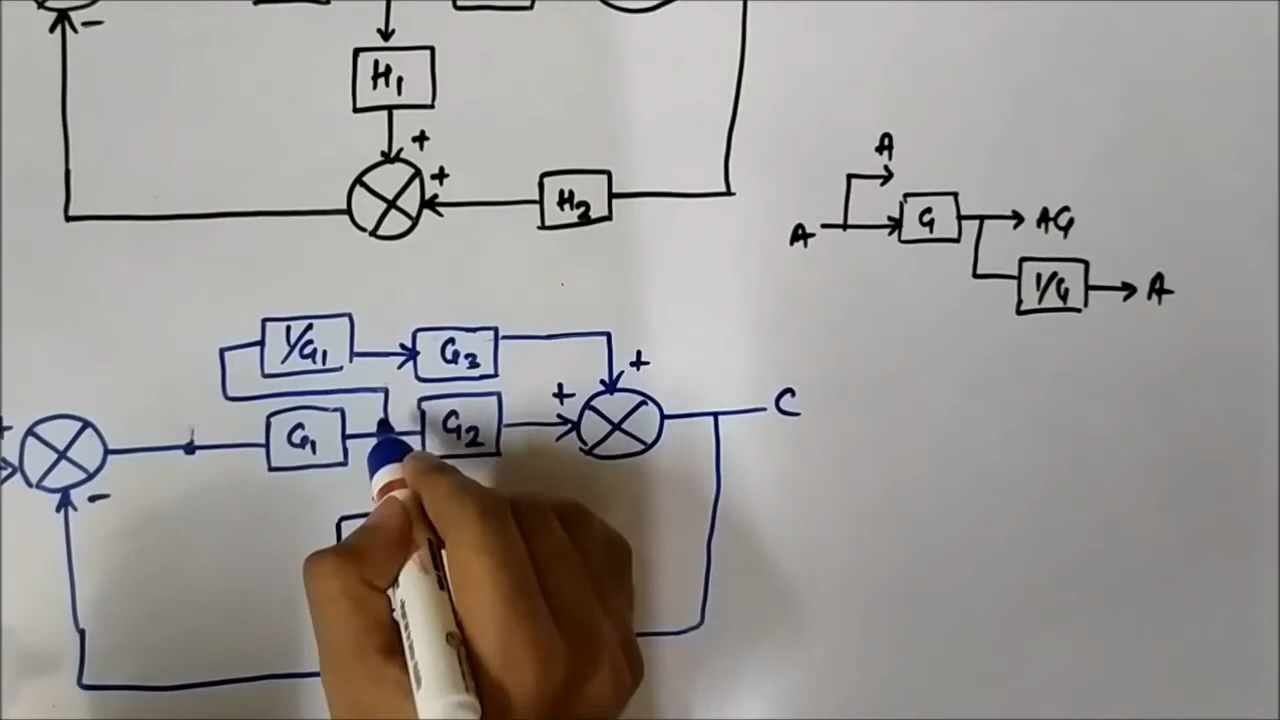 -
H1
+
+
H2
A
A
G
AG
1/G
A
1/G1
G3
+
+
G1
G2
+
C
-